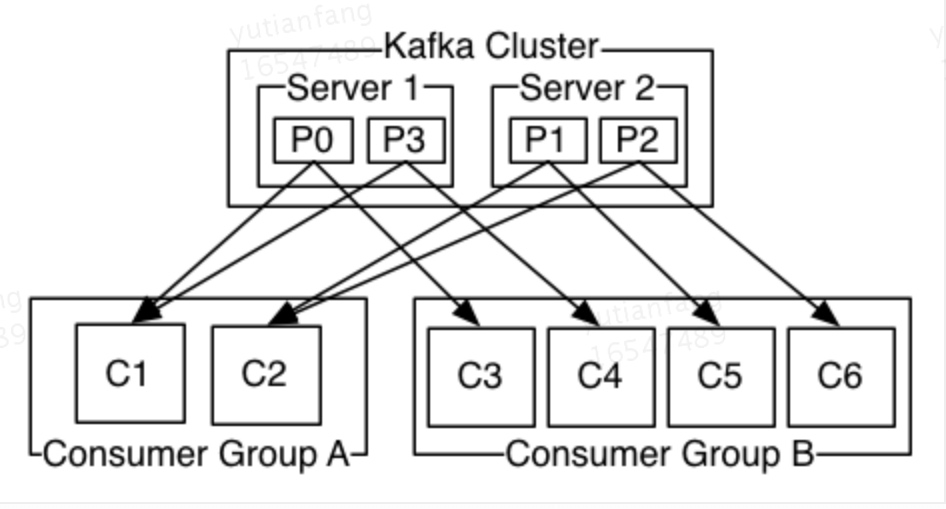 yutianfang
16547489
Kafka Cluster
Server 1
Server 2
P0
P3
P1
P2
C1
C2
C3
C4
C5
C6
yutianfang
16547489
Consumer Group A
Consumer Group B